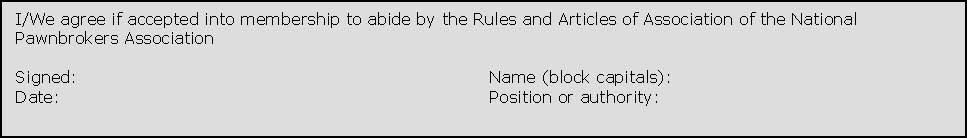 I/We agree if accepted into membership to abide by the Rules and Articles of Association of the National
Pawnbrokers Association
Signed: Name (block capitals):
Date: Position or authority: